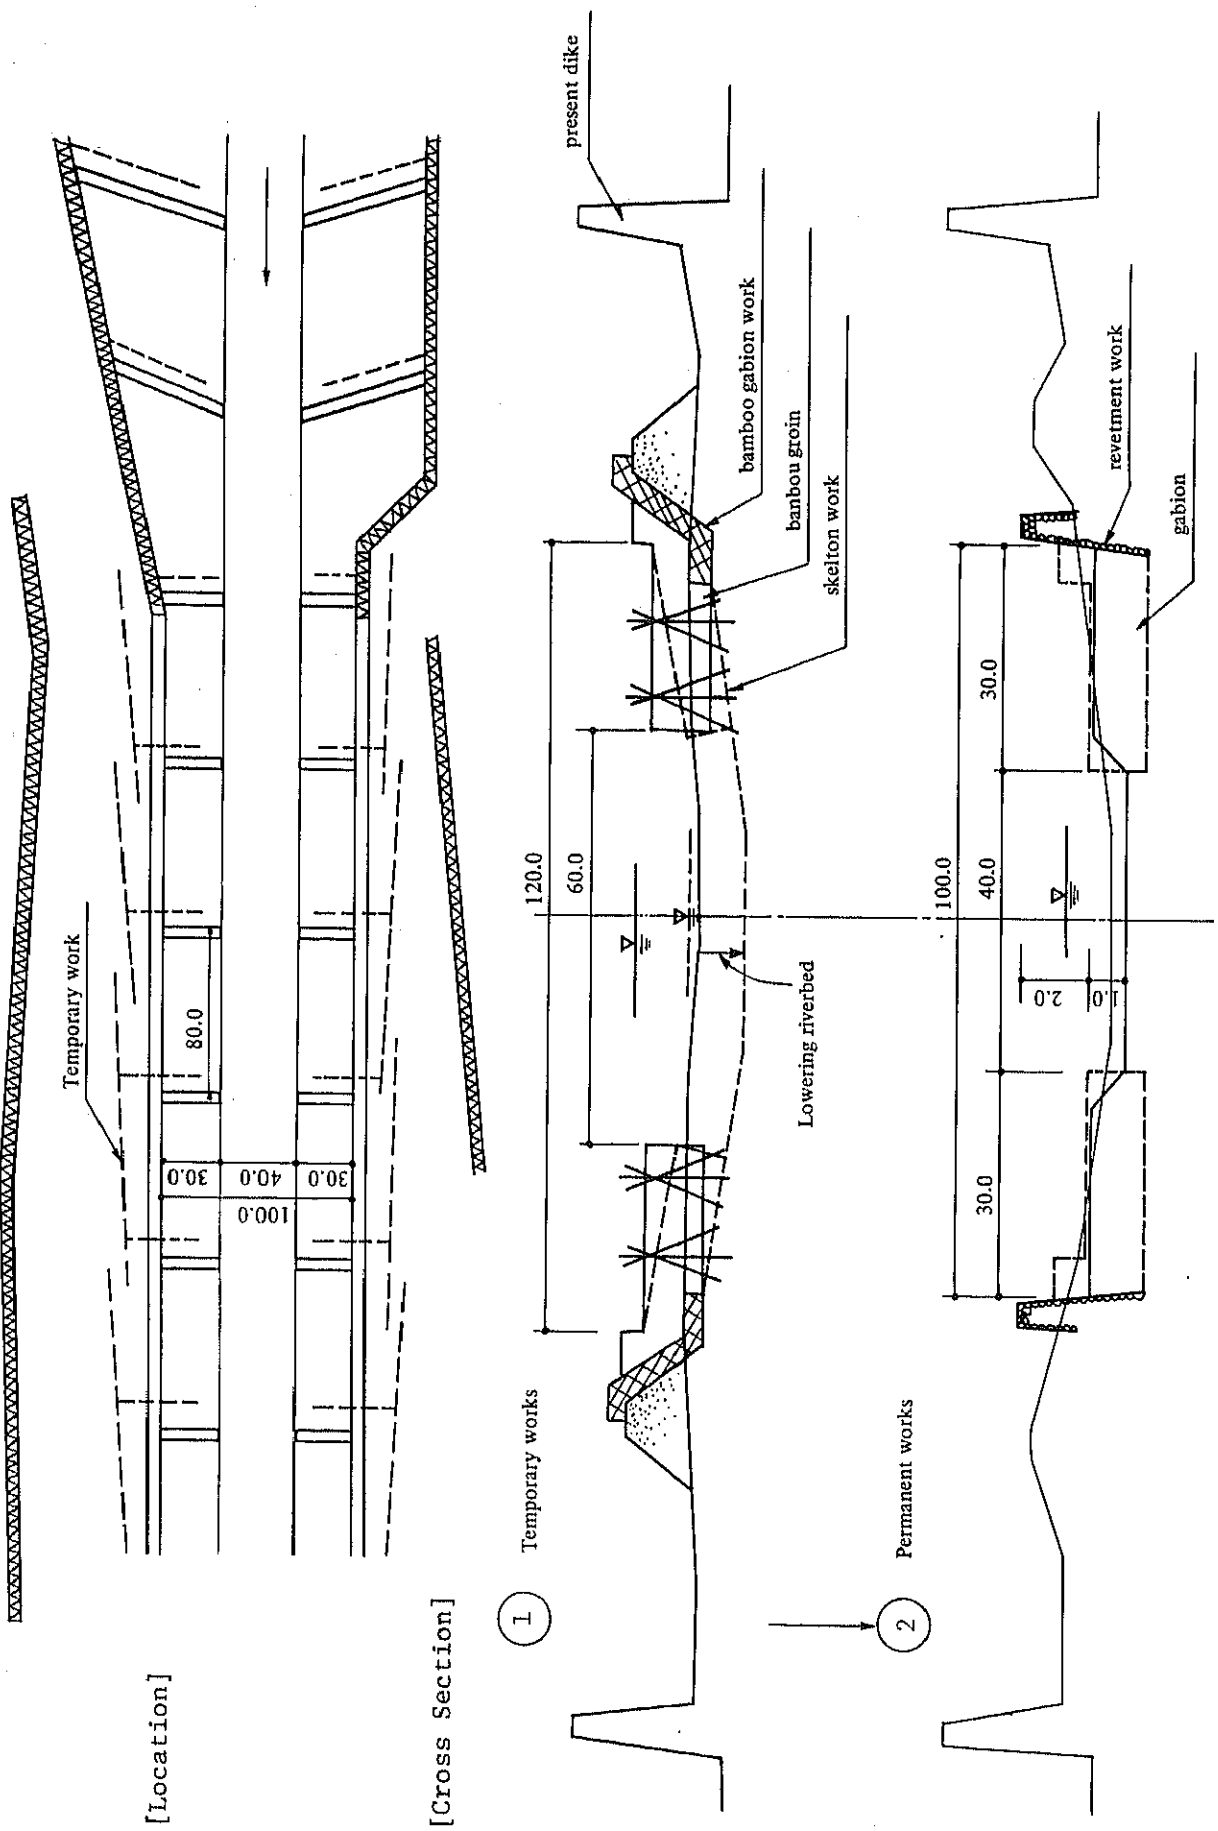 [Location]
Temporary work
80.0
30.0
40.0
30.0
100.0
[Cross Section]
1
Temporary works
120.0
60.0
present dike
bamboo gabion work
banbou groin
skelton work
Lowering riverbed
2
Permanent works
100.0
30.0
40.0
30.0
2.0
1.0
revetment work
gabion